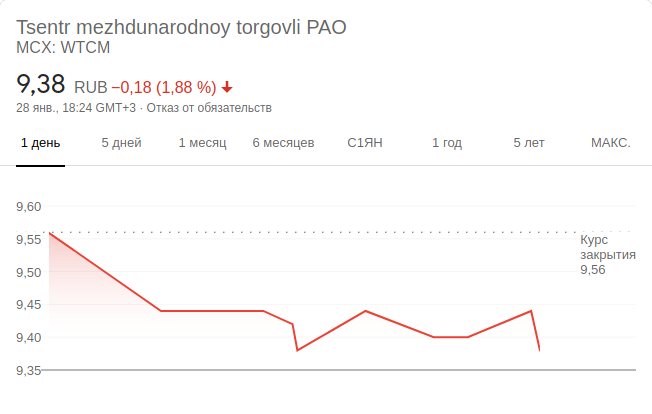 Tsentr mezhdunarodnoy torgovli PAO
MCX: WTCM
9,38 RUB −0,18 (1,88 %)
28 янв., 18:24 GMT+3 · Отказ от обязательств
1 день 5 дней 1 месяц 6 месяцев С1ЯН 1 год 5 лет МАКС.
9,60
9,55
9,50
9,45
9,40
9,35
Курс
закрытия
9,56